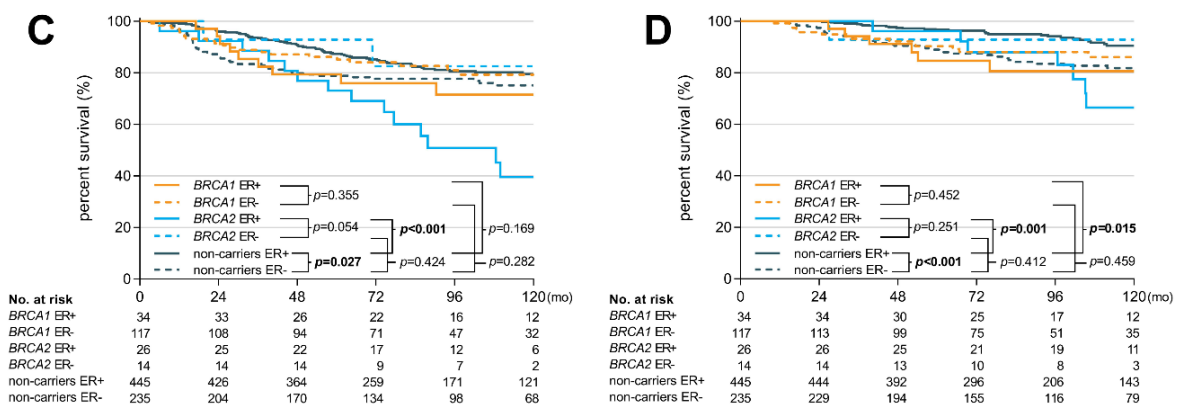 C
percent survival (%)
100
80
60
40
20
0
BRCA1 ER+
BRCA1 ER-
BRCA2 ER+
BRCA2 ER-
non-carriers ER+
non-carriers ER-
p=0.355
p=0.054
p=0.027
p<0.001
p=0.424
p=0.169
p=0.282
0 24 48 72 96 120 (mo)
No. at risk
BRCA1 ER+ 34 33 26 22 16 12
BRCA1 ER- 117 108 94 71 47 32
BRCA2 ER+ 26 25 22 17 12 6
BRCA2 ER- 14 14 14 9 7 2
non-carriers ER+ 445 426 364 259 171 121
non-carriers ER- 235 204 170 134 98 68
D
percent survival (%)
100
80
60
40
20
0
BRCA1 ER+
BRCA1 ER-
BRCA2 ER+
BRCA2 ER-
non-carriers ER+
non-carriers ER-
p=0.452
p=0.251
p<0.001
p=0.001
p=0.412
p=0.015
p=0.459
0 24 48 72 96 120 (mo)
No. at risk
BRCA1 ER+ 34 34 30 25 17 12
BRCA1 ER- 117 113 99 75 51 35
BRCA2 ER+ 26 26 25 21 19 11
BRCA2 ER- 14 14 13 10 8 3
non-carriers ER+ 445 444 392 296 206 143
non-carriers ER- 235 229 194 155 116 79